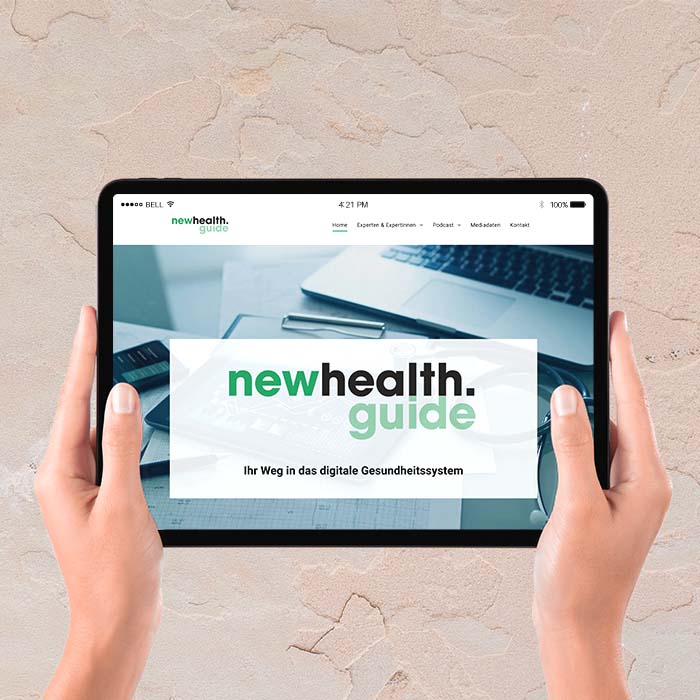 BELL 4:21 PM 100%
newhealth.
guide
Home Experten & Expertinnen Podcast Mediadaten Kontakt
newhealth.
guide
Ihr Weg in das digitale Gesundheitssystem